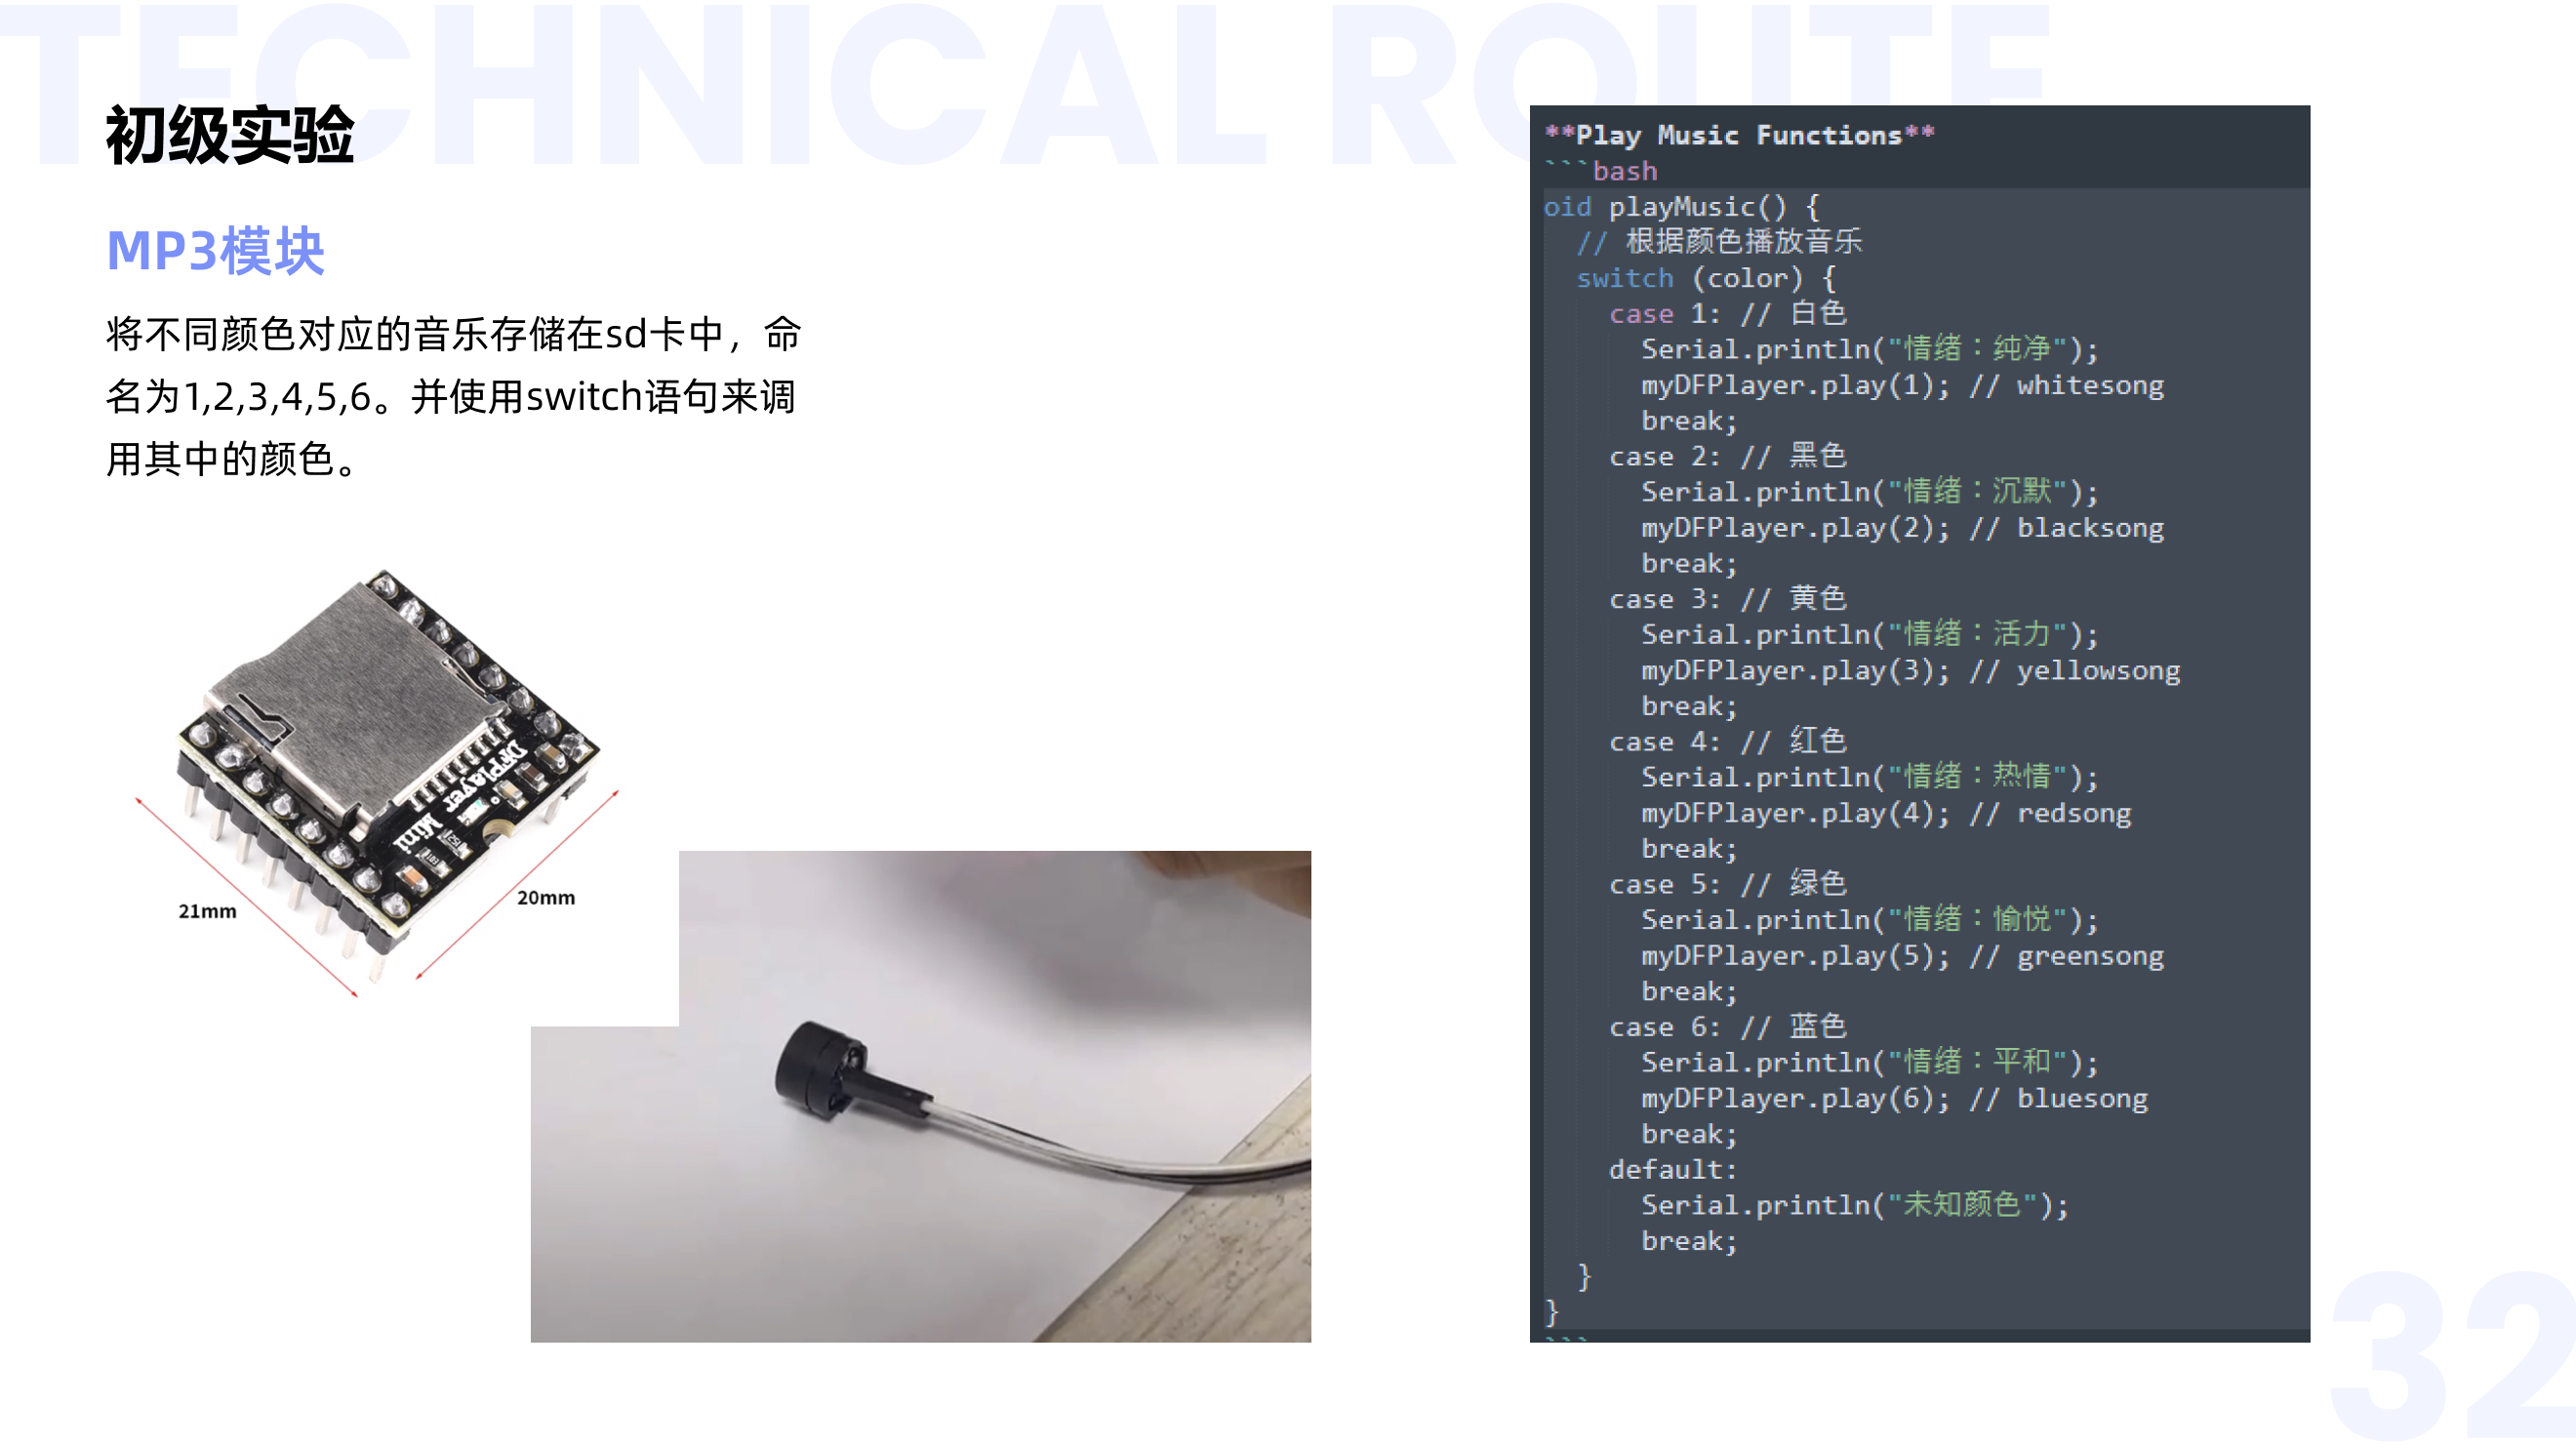 TECHNICAL ROUTE
初级实验
MP3模块
将不同颜色对应的音乐存储在sd卡中，命
名为1,2,3,4,5,6。并使用switch语句来调
用其中的颜色。
DFPlayer
Mini
103
21mm
20mm
**Play Music Functions**
```bash
oid playMusic() {
// 根据颜色播放音乐
switch (color) {
case 1: // 白色
Serial.println("情绪：纯净");
myDFPlayer.play(1); // whitesong
break;
case 2: // 黑色
Serial.println("情绪：沉默");
myDFPlayer.play(2); // blacksong
break;
case 3: // 黄色
Serial.println("情绪：活力");
myDFPlayer.play(3); // yellowsong
break;
case 4: // 红色
Serial.println("情绪：热情");
myDFPlayer.play(4); // redsong
break;
case 5: // 绿色
Serial.println("情绪：愉悦");
myDFPlayer.play(5); // greensong
break;
case 6: // 蓝色
Serial.println("情绪：平和");
myDFPlayer.play(6); // bluesong
break;
default:
Serial.println("未知颜色");
break;
}
}
```
32